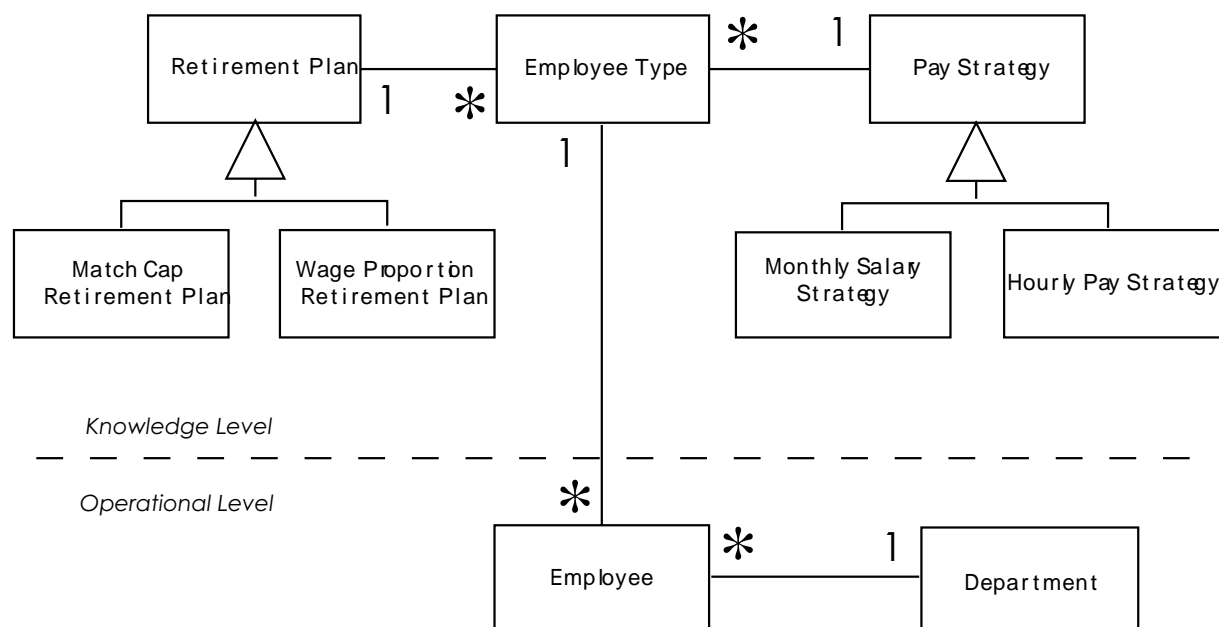 Retirement Plan
1
*
Employee Type
*
1
Pay Strategy
1
Match Cap
Retirement Plan
Wage Proportion
Retirement Plan
Monthly Salary
Strategy
Hourly Pay Strategy
Knowledge Level
Operational Level
*
Employee
*
1
Department